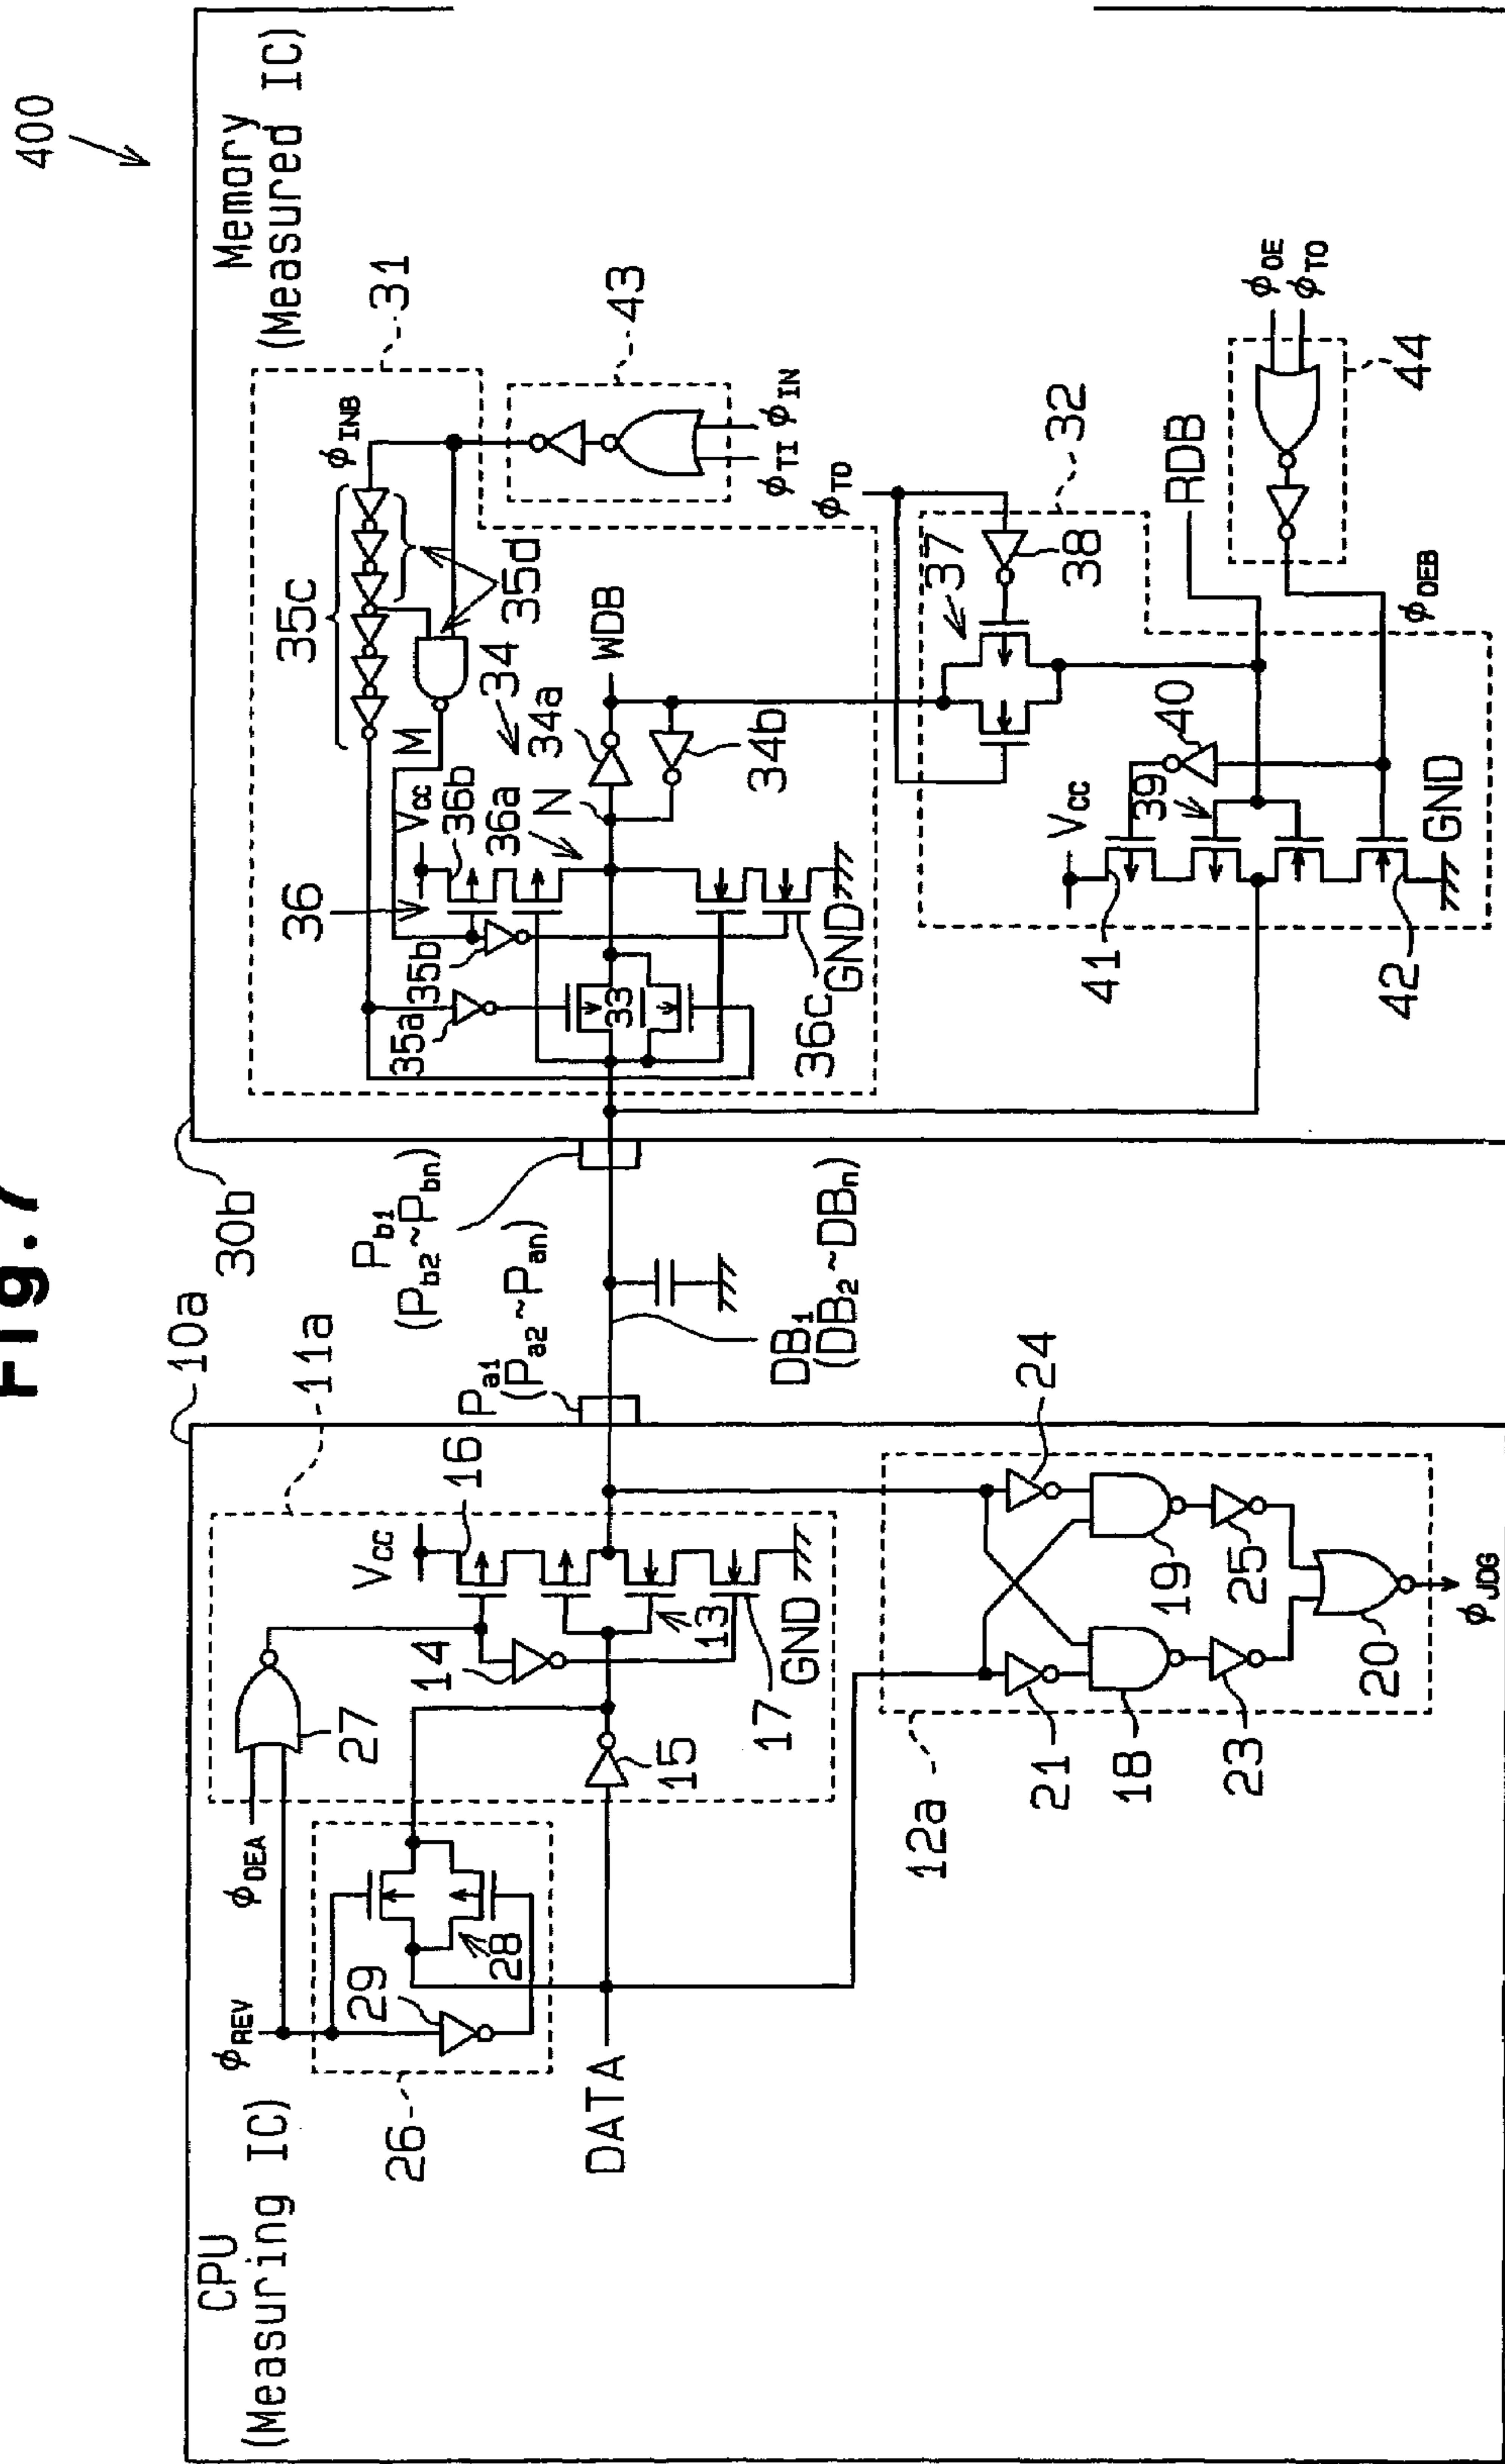 Fig.7
400
10a
30b
CPU
(Measuring IC)
Memory
(Measured IC)
φREV
φOEA
27
11a
VCC
16
14
13
17
GND
15
26
29
28
DATA
12a
21
18
23
24
19
25
20
φJDG
Pa1
(Pa2~Pan)
Pb1
(Pb2~Pbn)
DB1
(DB2~DBn)
31
35c
35d
φINB
36
VCC
M
36b
36a
34
34a
34b
N
WDB
35a
35b
33
36c
GND
43
φTI
φIN
φTO
32
37
38
39
40
VCC
41
42
GND
RDB
φOEB
44
φOE
φTO